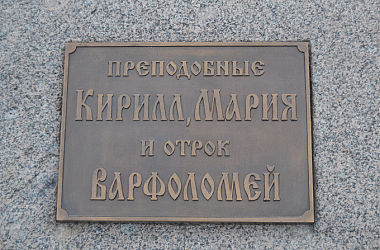 ПРЕПОДОБНЫЕ
КИРИЛЛ, МАРИЯ
И ОТРОК
ВАРФОЛОМЕЙ